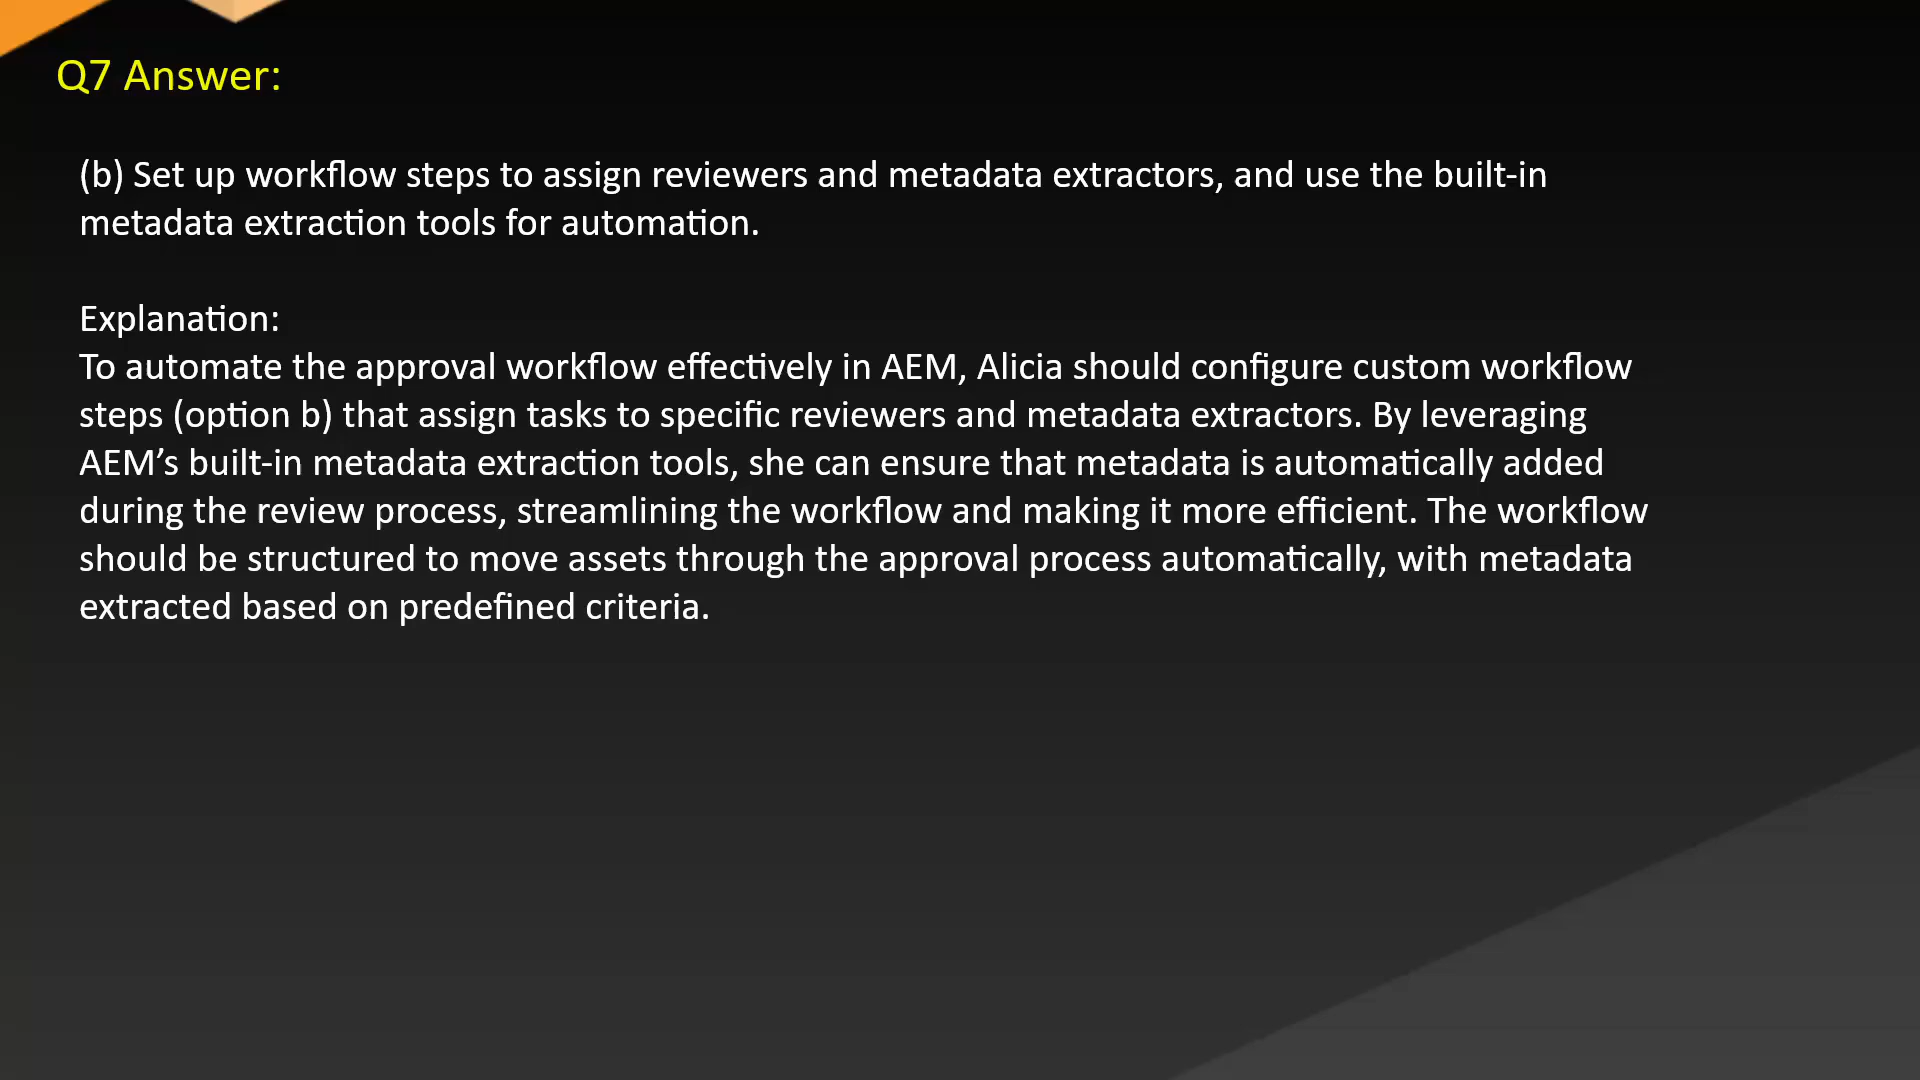 Q7 Answer:
(b) Set up workflow steps to assign reviewers and metadata extractors, and use the built-in
metadata extraction tools for automation.
Explanation:
To automate the approval workflow effectively in AEM, Alicia should configure custom workflow
steps (option b) that assign tasks to specific reviewers and metadata extractors. By leveraging
AEM’s built-in metadata extraction tools, she can ensure that metadata is automatically added
during the review process, streamlining the workflow and making it more efficient. The workflow
should be structured to move assets through the approval process automatically, with metadata
extracted based on predefined criteria.